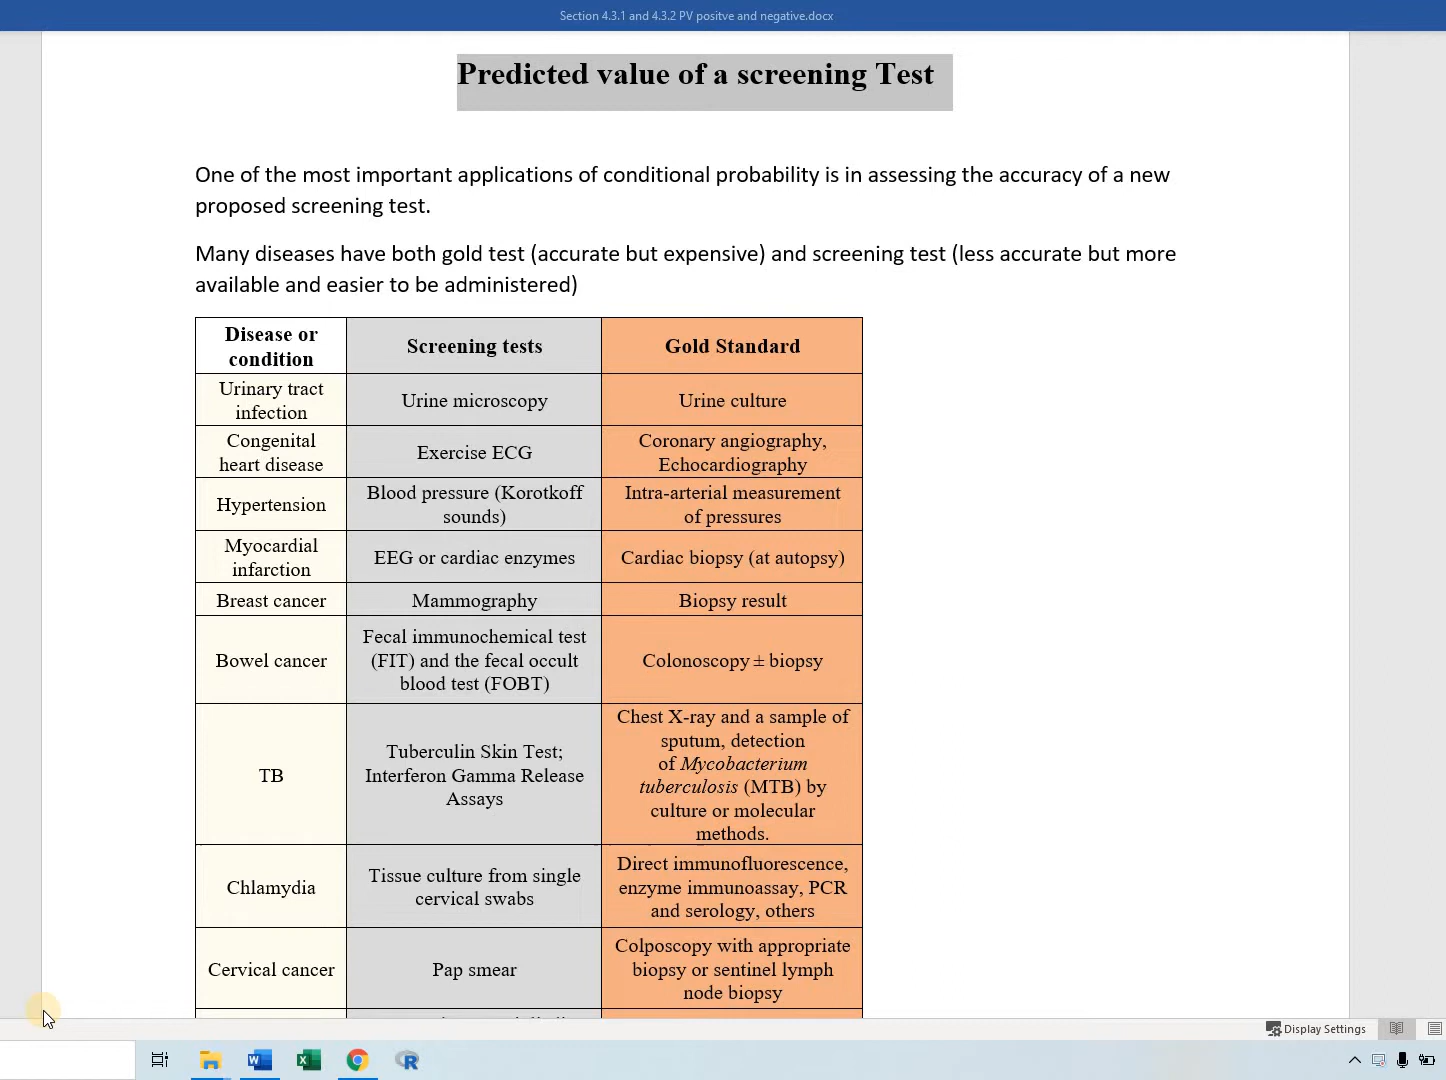 Section 4.3.1 and 4.3.2 PV positve and negative.docx
Predicted value of a screening Test
One of the most important applications of conditional probability is in assessing the accuracy of a new
proposed screening test.
Many diseases have both gold test (accurate but expensive) and screening test (less accurate but more
available and easier to be administered)
Disease or
condition
Screening tests
Gold Standard
Urinary tract
infection
Urine microscopy
Urine culture
Congenital
heart disease
Exercise ECG
Coronary angiography,
Echocardiography
Hypertension
Blood pressure (Korotkoff
sounds)
Intra-arterial measurement
of pressures
Myocardial
infarction
EEG or cardiac enzymes
Cardiac biopsy (at autopsy)
Breast cancer
Mammography
Biopsy result
Bowel cancer
Fecal immunochemical test
(FIT) and the fecal occult
blood test (FOBT)
Colonoscopy ± biopsy
TB
Tuberculin Skin Test;
Interferon Gamma Release
Assays
Chest X-ray and a sample of
sputum, detection
of Mycobacterium
tuberculosis (MTB) by
culture or molecular
methods.
Chlamydia
Tissue culture from single
cervical swabs
Direct immunofluorescence,
enzyme immunoassay, PCR
and serology, others
Cervical cancer
Pap smear
Colposcopy with appropriate
biopsy or sentinel lymph
node biopsy
Display Settings